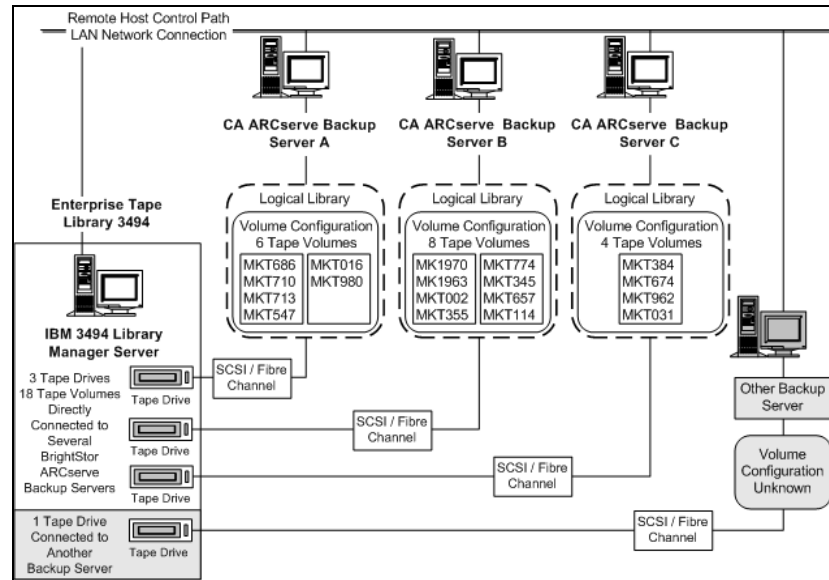 Remote Host Control Path
LAN Network Connection
CA ARCserve Backup
Server A
CA ARCserve Backup
Server B
CA ARCserve Backup
Server C
Enterprise Tape
Library 3494
Logical Library
Volume Configuration
6 Tape Volumes
MKT686
MKT710
MKT713
MKT547
MKT016
MKT980
Logical Library
Volume Configuration
8 Tape Volumes
MK1970
MK1963
MKT002
MKT355
MKT774
MKT345
MKT657
MKT114
Logical Library
Volume Configuration
4 Tape Volumes
MKT384
MKT674
MKT962
MKT031
IBM 3494 Library
Manager Server
3 Tape Drives
18 Tape Volumes
Directly
Connected to
Several
BrightStor
ARCserve
Backup Servers
Tape Drive
Tape Drive
Tape Drive
SCSI / Fibre
Channel
SCSI / Fibre
Channel
SCSI / Fibre
Channel
Other Backup
Server
Volume
Configuration
Unknown
1 Tape Drive
Connected to
Another
Backup Server
Tape Drive
SCSI / Fibre
Channel